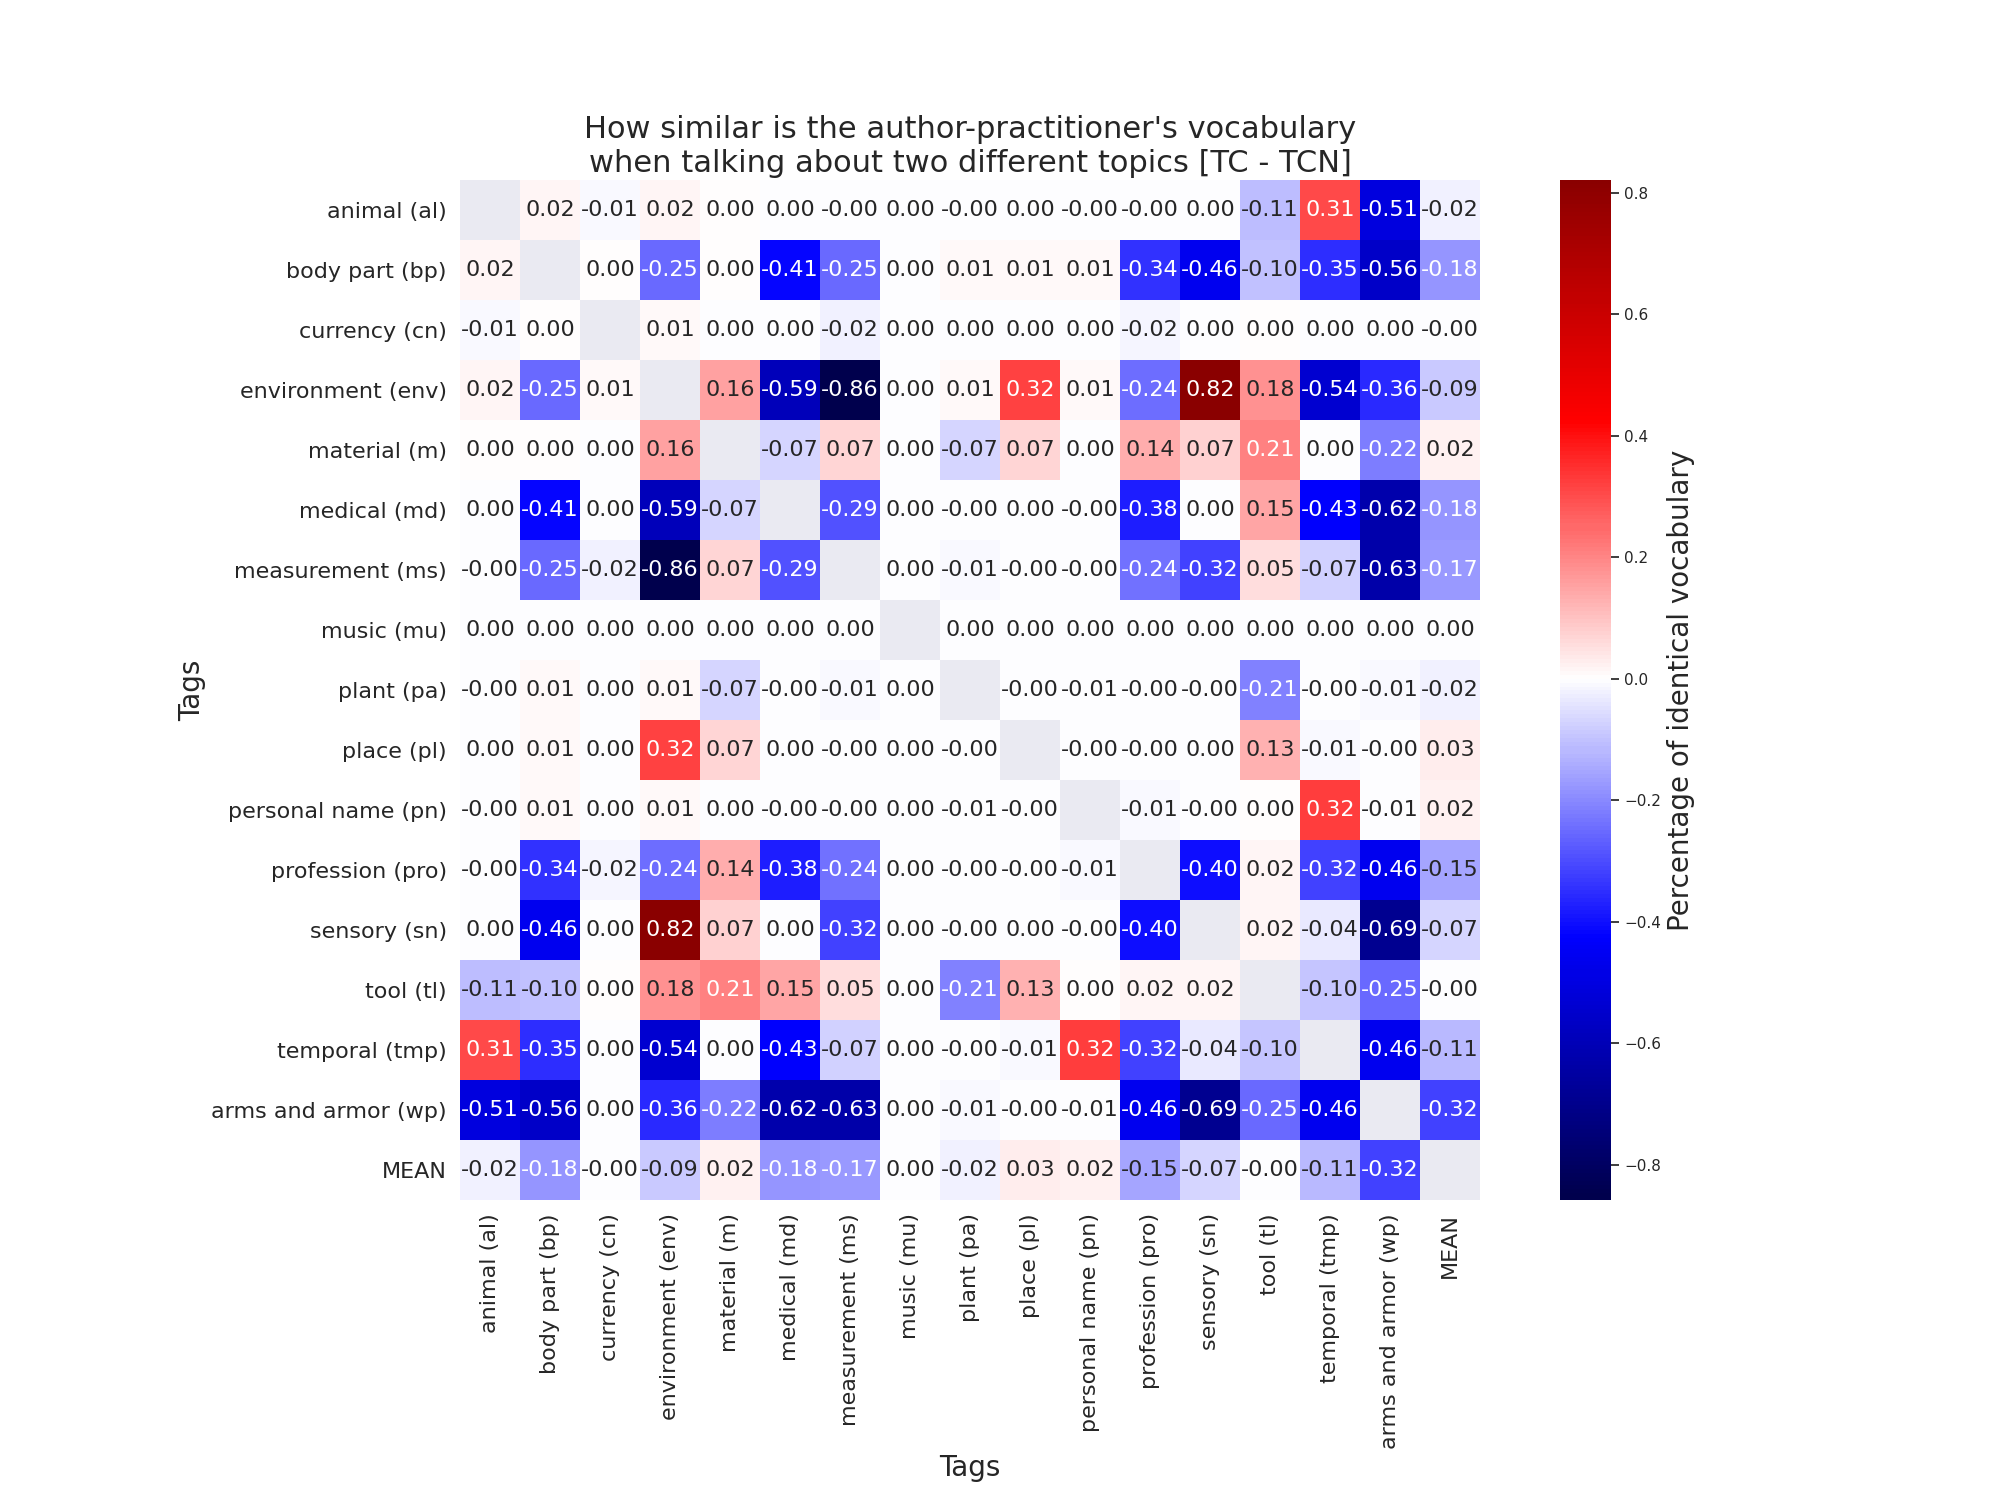 How similar is the author-practitioner's vocabulary
when talking about two different topics [TC - TCN]
animal (al) 0.02 -0.01 0.02 0.00 0.00 -0.00 0.00 -0.00 0.00 -0.00 -0.00 0.00 -0.11 0.31 -0.51 -0.02
body part (bp) 0.02 0.00 -0.25 0.00 -0.41 -0.25 0.00 0.01 0.01 0.01 -0.34 -0.46 -0.10 -0.35 -0.56 -0.18
currency (cn) -0.01 0.00 0.01 0.00 0.00 -0.02 0.00 0.00 0.00 0.00 -0.02 0.00 0.00 0.00 0.00 -0.00
environment (env) 0.02 -0.25 0.01 0.16 -0.59 -0.86 0.00 0.01 0.32 0.01 -0.24 0.82 0.18 -0.54 -0.36 -0.09
material (m) 0.00 0.00 0.00 0.16 -0.07 0.07 0.00 -0.07 0.07 0.00 0.14 0.07 0.21 0.00 -0.22 0.02
medical (md) 0.00 -0.41 0.00 -0.59 -0.07 -0.29 0.00 -0.00 0.00 -0.00 -0.38 0.00 0.15 -0.43 -0.62 -0.18
measurement (ms) -0.00 -0.25 -0.02 -0.86 0.07 -0.29 0.00 -0.01 -0.00 -0.00 -0.24 -0.32 0.05 -0.07 -0.63 -0.17
music (mu) 0.00 0.00 0.00 0.00 0.00 0.00 0.00 0.00 0.00 0.00 0.00 0.00 0.00 0.00 0.00 0.00
plant (pa) -0.00 0.01 0.00 0.01 -0.07 -0.00 -0.01 0.00 -0.00 -0.01 -0.00 -0.00 -0.21 -0.00 -0.01 -0.02
place (pl) 0.00 0.01 0.00 0.32 0.07 0.00 -0.00 0.00 -0.00 -0.00 -0.00 0.00 0.13 -0.01 -0.00 0.03
personal name (pn) -0.00 0.01 0.00 0.01 0.00 -0.00 -0.00 0.00 -0.01 -0.00 -0.01 -0.00 0.00 0.32 -0.01 0.02
profession (pro) -0.00 -0.34 -0.02 -0.24 0.14 -0.38 -0.24 0.00 -0.00 -0.00 -0.01 -0.40 0.02 -0.32 -0.46 -0.15
sensory (sn) 0.00 -0.46 0.00 0.82 0.07 0.00 -0.32 0.00 -0.00 0.00 -0.00 -0.40 0.02 -0.04 -0.69 -0.07
tool (tl) -0.11 -0.10 0.00 0.18 0.21 0.15 0.05 0.00 -0.21 0.13 0.00 0.02 0.02 -0.10 -0.25 -0.00
temporal (tmp) 0.31 -0.35 0.00 -0.54 0.00 -0.43 -0.07 0.00 -0.00 -0.01 0.32 -0.32 -0.04 -0.10 -0.46 -0.11
arms and armor (wp) -0.51 -0.56 0.00 -0.36 -0.22 -0.62 -0.63 0.00 -0.01 -0.00 -0.01 -0.46 -0.69 -0.25 -0.46 -0.32
MEAN -0.02 -0.18 -0.00 -0.09 0.02 -0.18 -0.17 0.00 -0.02 0.03 0.02 -0.15 -0.07 -0.00 -0.11 -0.32
Tags
animal (al)
body part (bp)
currency (cn)
environment (env)
material (m)
medical (md)
measurement (ms)
music (mu)
plant (pa)
place (pl)
personal name (pn)
profession (pro)
sensory (sn)
tool (tl)
temporal (tmp)
arms and armor (wp)
MEAN
Tags
0.8
0.6
0.4
0.2
0.0
−0.2
−0.4
−0.6
−0.8
Percentage of identical vocabulary